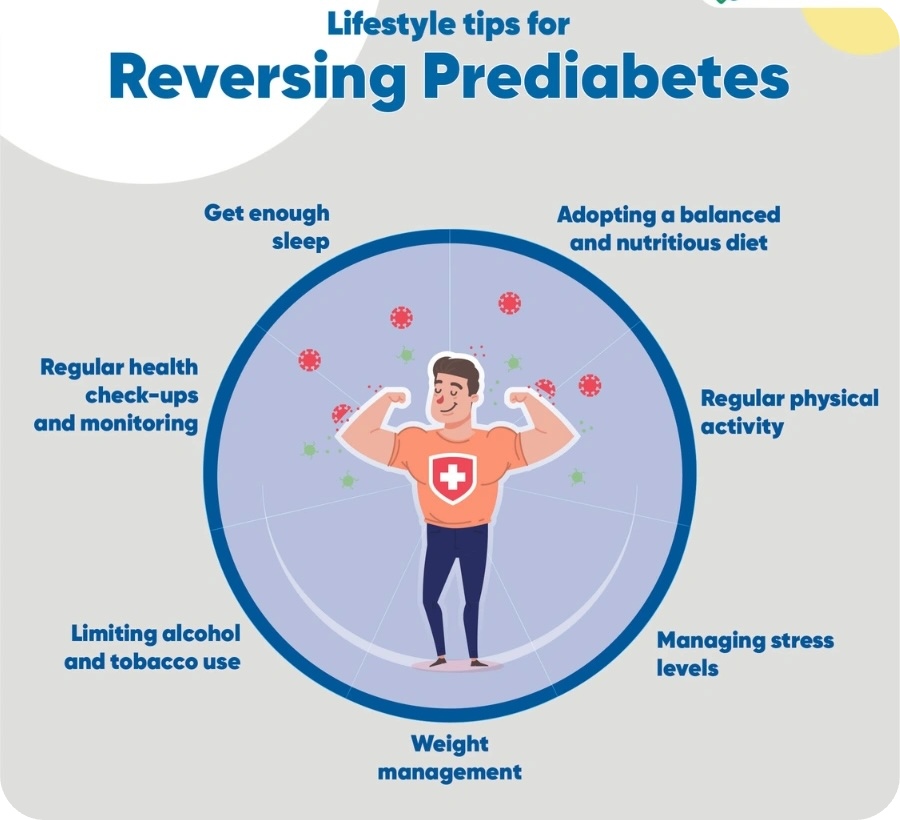 Lifestyle tips for
Reversing Prediabetes
Get enough
sleep
Adopting a balanced
and nutritious diet
Regular health
check-ups
and monitoring
Regular physical
activity
Limiting alcohol
and tobacco use
Managing stress
levels
Weight
management